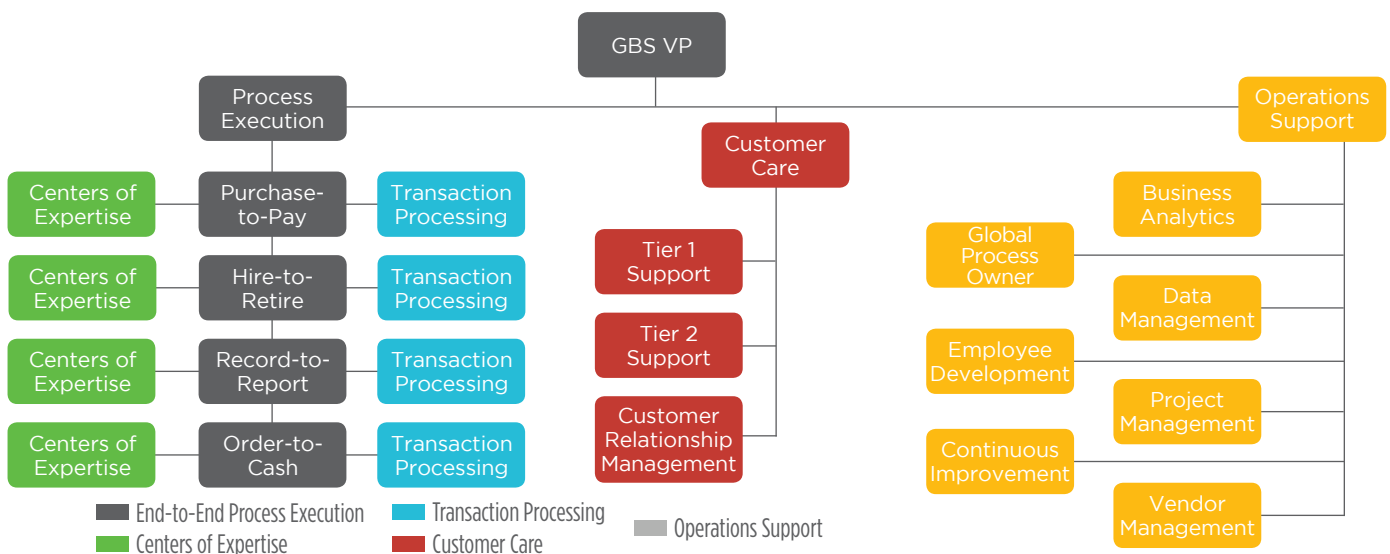 GBS VP
Process
Execution
Operations
Support
Customer
Care
Centers of
Expertise
Purchase-
to-Pay
Transaction
Processing
Business
Analytics
Global
Process
Owner
Tier 1
Support
Centers of
Expertise
Hire-to-
Retire
Transaction
Processing
Data
Management
Tier 2
Support
Employee
Development
Centers of
Expertise
Record-to-
Report
Transaction
Processing
Project
Management
Customer
Relationship
Management
Centers of
Expertise
Order-to-
Cash
Transaction
Processing
Continuous
Improvement
Vendor
Management
End-to-End Process Execution
Transaction Processing
Operations Support
Centers of Expertise
Customer Care